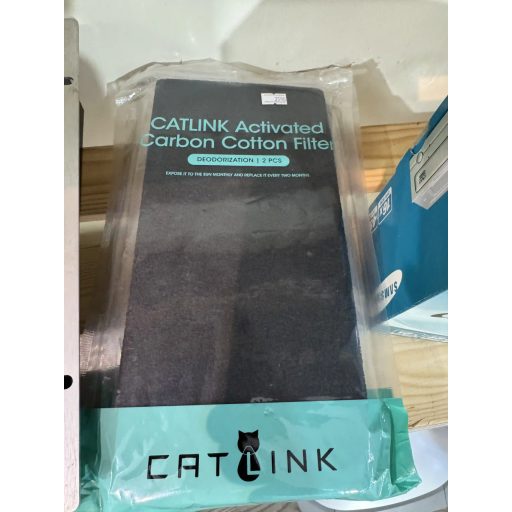 CATLINK Activated
Carbon Cotton Filter
DEODORIZATION | 2 PCS
EXPOSE IT TO THE SUN MONTHLY AND REPLACE IT EVERY TWO MONTHS.
CATLINK